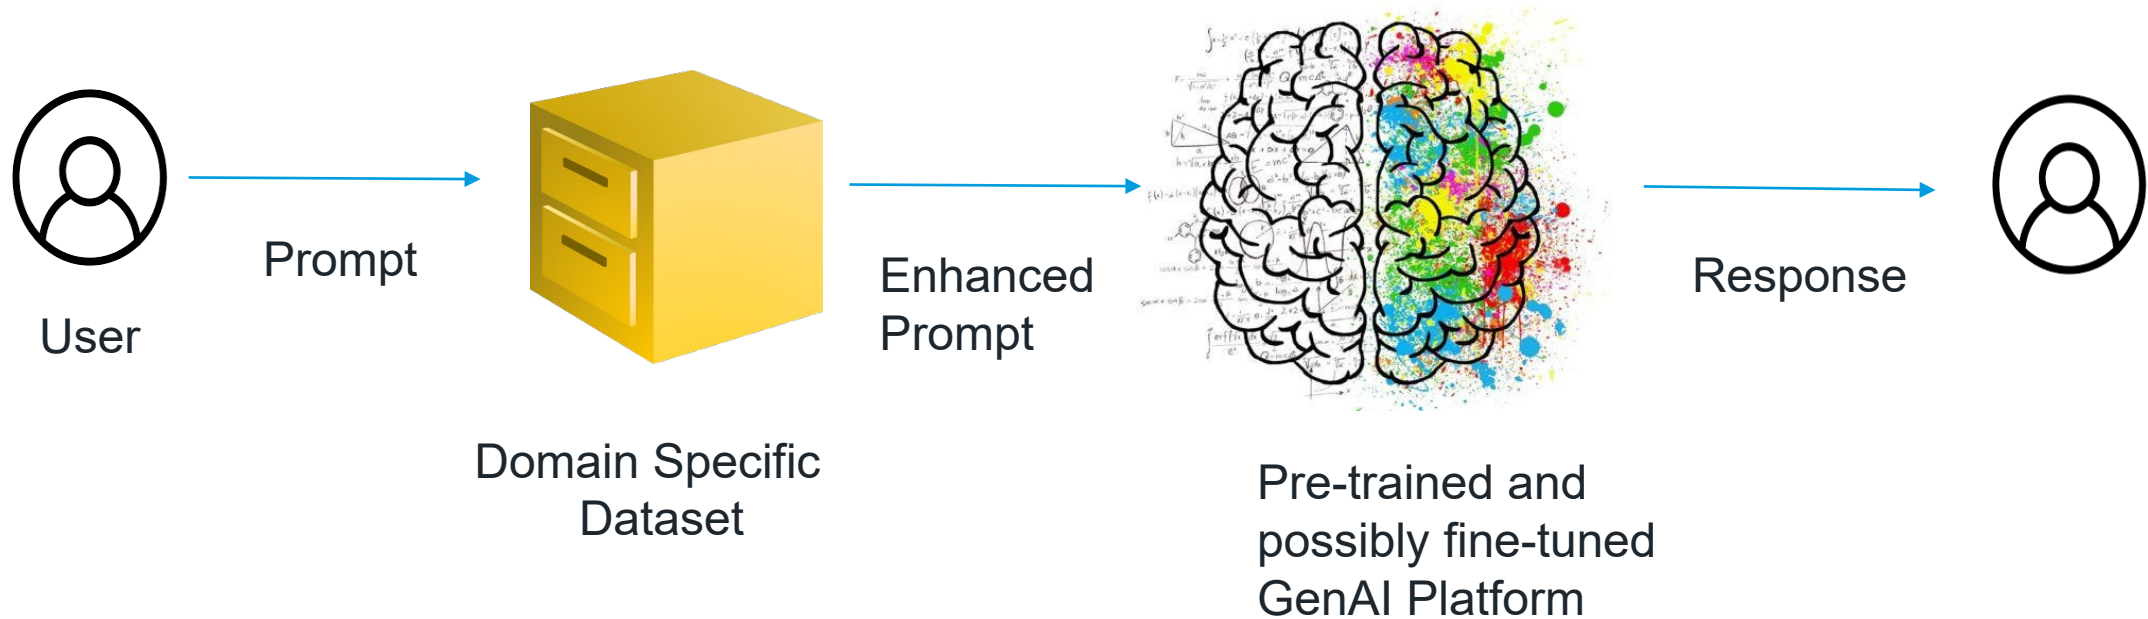 User
Prompt
Domain Specific
Dataset
Enhanced
Prompt
Pre-trained and
possibly fine-tuned
GenAI Platform
Response